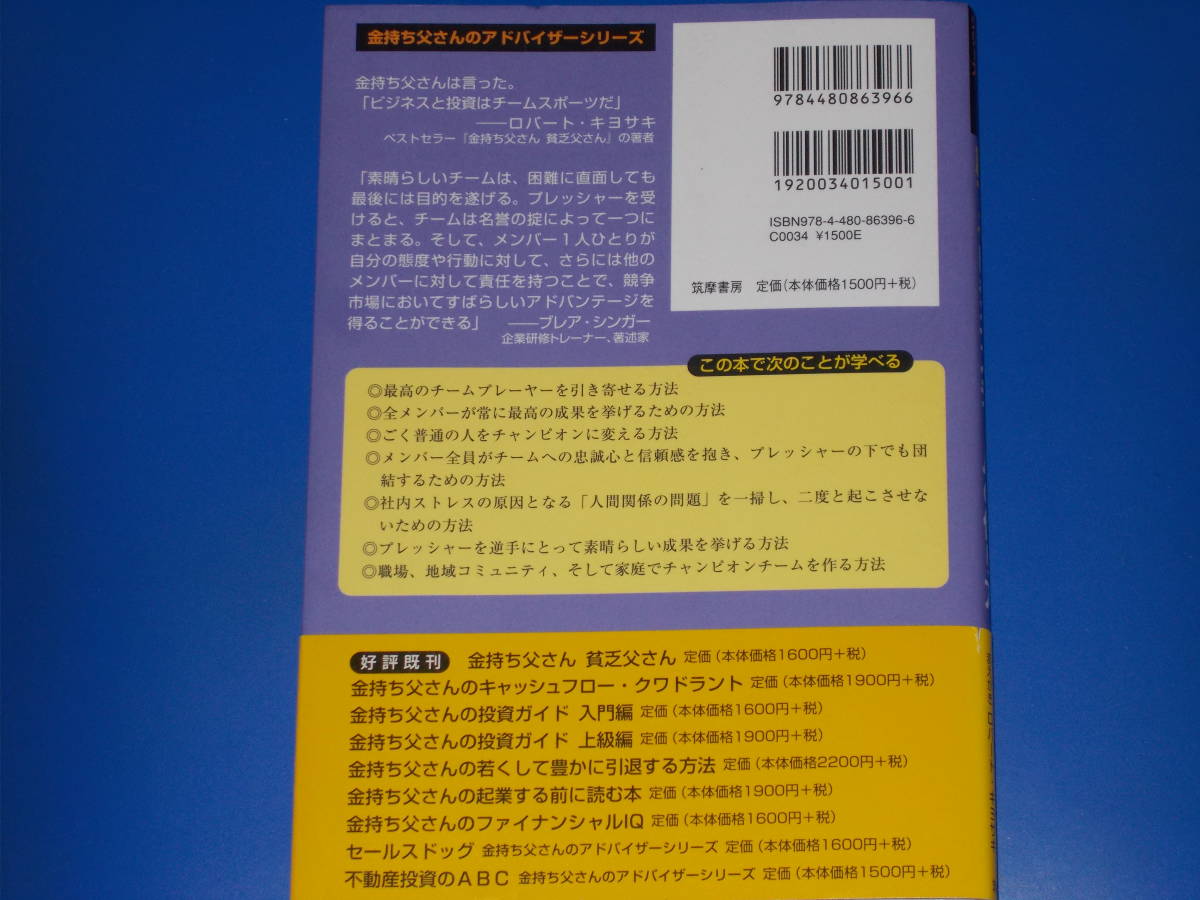 金持ち父さんのアドバイザーシリーズ
金持ち父さんは言った。
「ビジネスと投資はチームスポーツだ」
──ロバート・キヨサキ
ベストセラー『金持ち父さん 貧乏父さん』の著者
「素晴らしいチームは、困難に直面しても
最後には目的を遂げる。プレッシャーを受
けると、チームは名誉の掟によって一つに
まとまる。そして、メンバー1人ひとりが
自分の態度や行動に対して、さらには他の
メンバーに対して責任を持つことで、競争
市場においてすばらしいアドバンテージを
得ることができる」 ──ブレア・シンガー
企業研修トレーナー、著述家
9784480863966
1920034015001
ISBN978-4-480-86396-6
C0034 ¥1500E
筑摩書房 定価(本体価格1500円+税)
この本で次のことが学べる
◎最高のチームプレーヤーを引き寄せる方法
◎全メンバーが常に最高の成果を挙げるための方法
◎ごく普通の人をチャンピオンに変える方法
◎メンバー全員がチームへの忠誠心と信頼感を抱き、プレッシャーの下でも団
結するための方法
◎社内ストレスの原因となる「人間関係の問題」を一掃し、二度と起こさせな
いための方法
◎プレッシャーを逆手にとって素晴らしい成果を挙げる方法
◎職場、地域コミュニティ、そして家庭でチャンピオンチームを作る方法
好評既刊 金持ち父さん 貧乏父さん 定価(本体価格1600円+税)
金持ち父さんのキャッシュフロー・クワドラント 定価(本体価格1900円+税)
金持ち父さんの投資ガイド 入門編 定価(本体価格1600円+税)
金持ち父さんの投資ガイド 上級編 定価(本体価格1900円+税)
金持ち父さんの若くして豊かに引退する方法 定価(本体価格2200円+税)
金持ち父さんの起業する前に読む本 定価(本体価格1900円+税)
金持ち父さんのファイナンシャルIQ 定価(本体価格1600円+税)
セールスドッグ 金持ち父さんのアドバイザーシリーズ 定価(本体価格1600円+税)
不動産投資のABC 金持ち父さんのアドバイザーシリーズ 定価(本体価格1500円+税)